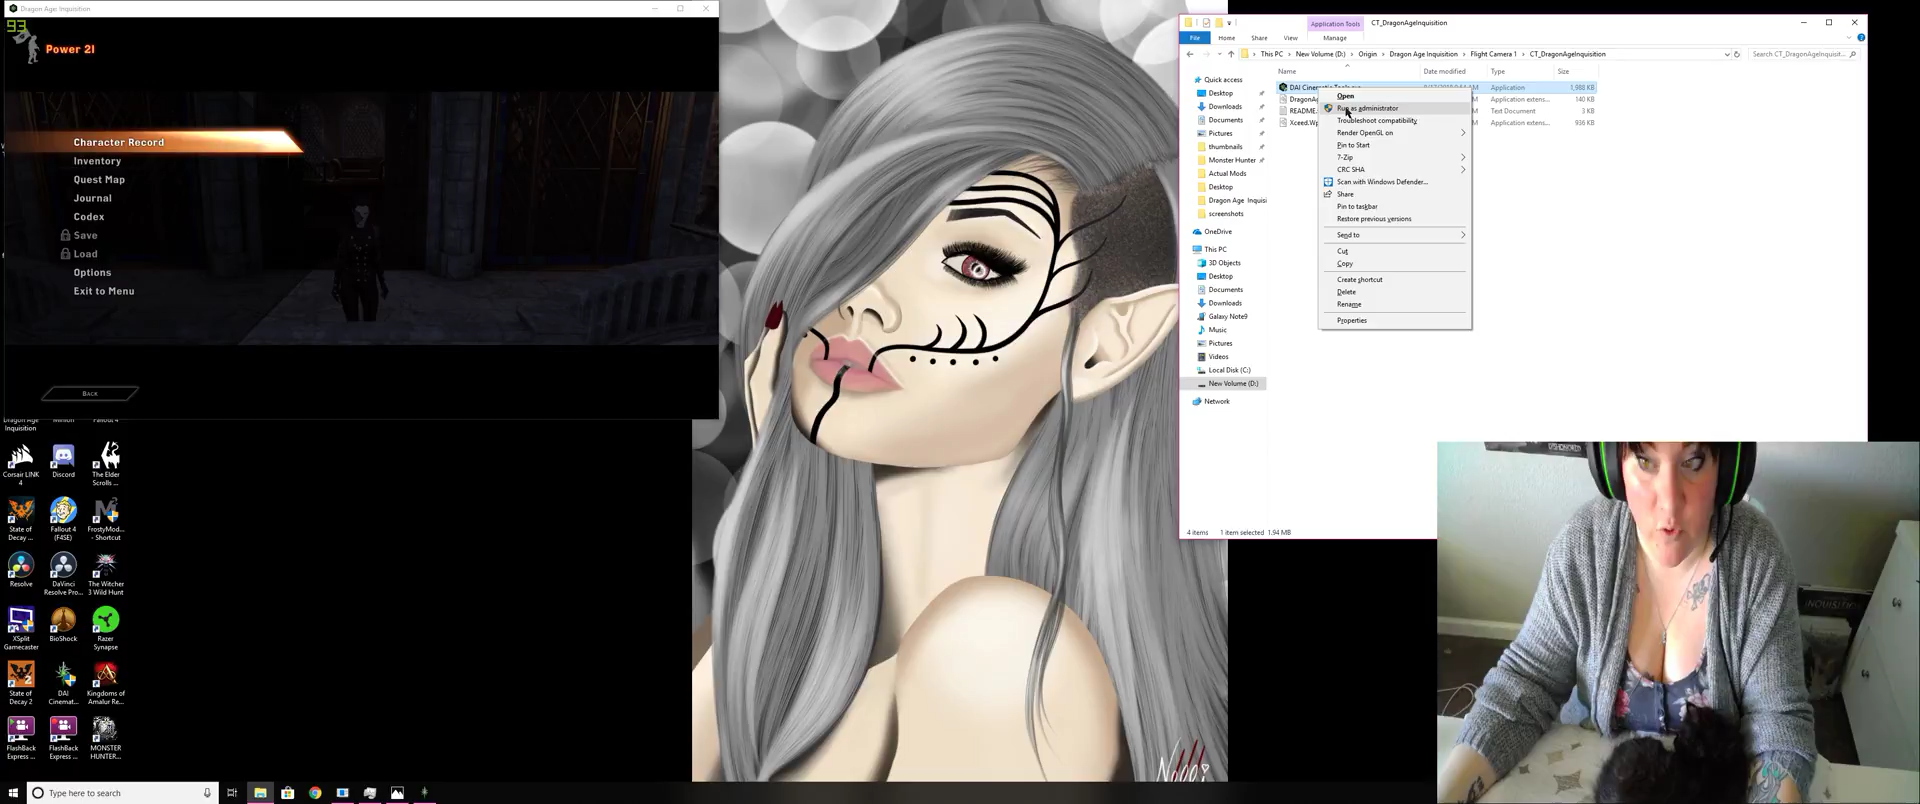 Dragon Age: Inquisition
93
Power 21
Character Record
Inventory
Quest Map
Journal
Codex
Save
Load
Options
Exit to Menu
BACK
Dragon Age
Inquisition
Fallout 4
Corsair LINK
4
Discord
The Elder
Scrolls ...
State of
Decay ...
Fallout 4
(F4SE)
FrostyMod...
- Shortcut
Resolve
DaVinci
Resolve Pro...
The Witcher
3 Wild Hunt
XSplit
Gamecaster
BioShock
Razer
Synapse
State of
Decay 2
DAI
Cinemat...
Kingdoms of
Amalur Re...
FlashBack
Express ...
FlashBack
Express ...
MONSTER
HUNTER...
Type here to search
Application Tools
CT_DragonAgeInquisition
File
Home
Share
View
Manage
This PC
New Volume (D:)
Origin
Dragon Age Inquisition
Flight Camera 1
CT_DragonAgeInquisition
Search CT_DragonAgeInquisit...
Name
Date modified
Type
Size
Application
1,988 KB
Application extens...
140 KB
Text Document
3 KB
Application extens...
936 KB
Quick access
Desktop
Downloads
Documents
Pictures
thumbnails
Monster Hunter
Actual Mods
Desktop
Dragon Age Inquisi
screenshots
OneDrive
This PC
3D Objects
Desktop
Documents
Downloads
Galaxy Note9
Music
Pictures
Videos
Local Disk (C:)
New Volume (D:)
Network
Open
Run as administrator
Troubleshoot compatibility
Render OpenGL on
Pin to Start
7-Zip
CRC SHA
Scan with Windows Defender...
Share
Pin to taskbar
Restore previous versions
Send to
Cut
Copy
Create shortcut
Delete
Rename
Properties
4 items
1 item selected 1.94 MB